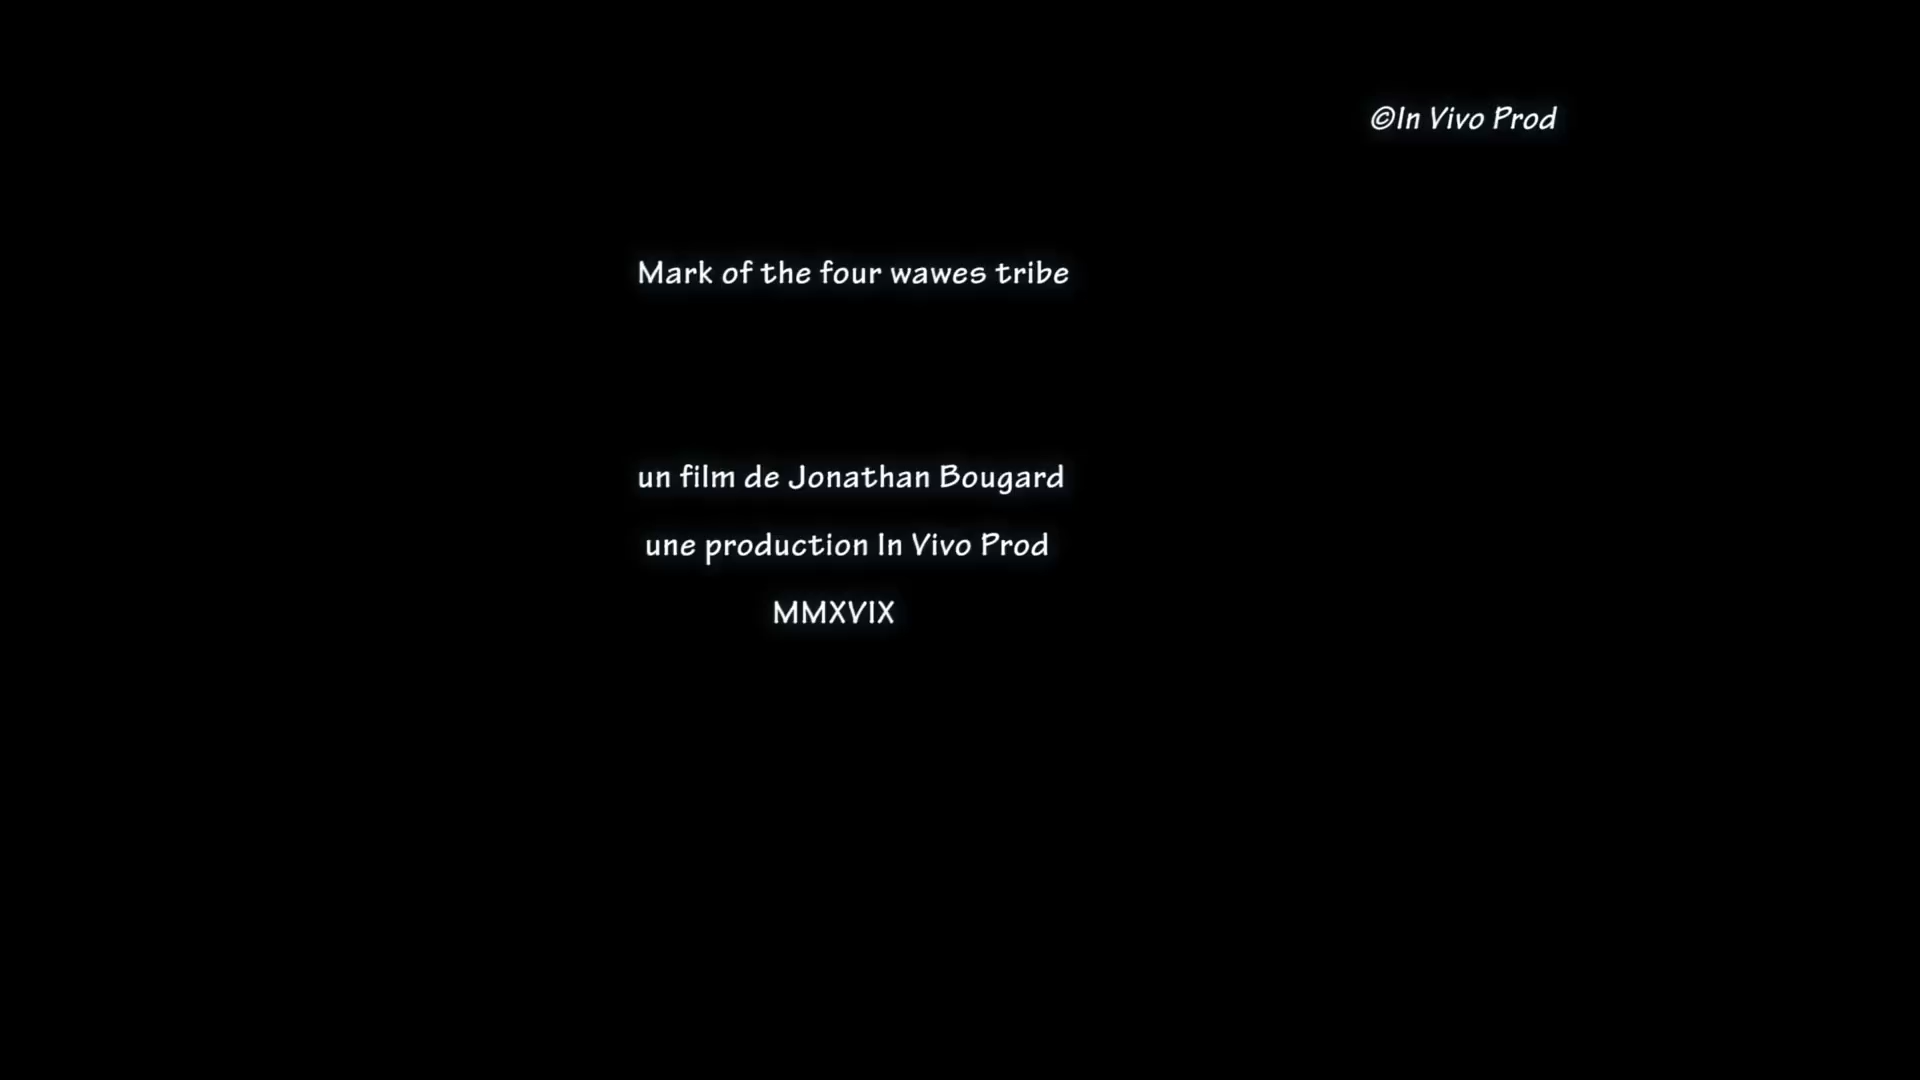 ©In Vivo Prod
Mark of the four wawes tribe
un film de Jonathan Bougard
une production In Vivo Prod
MMXVIX